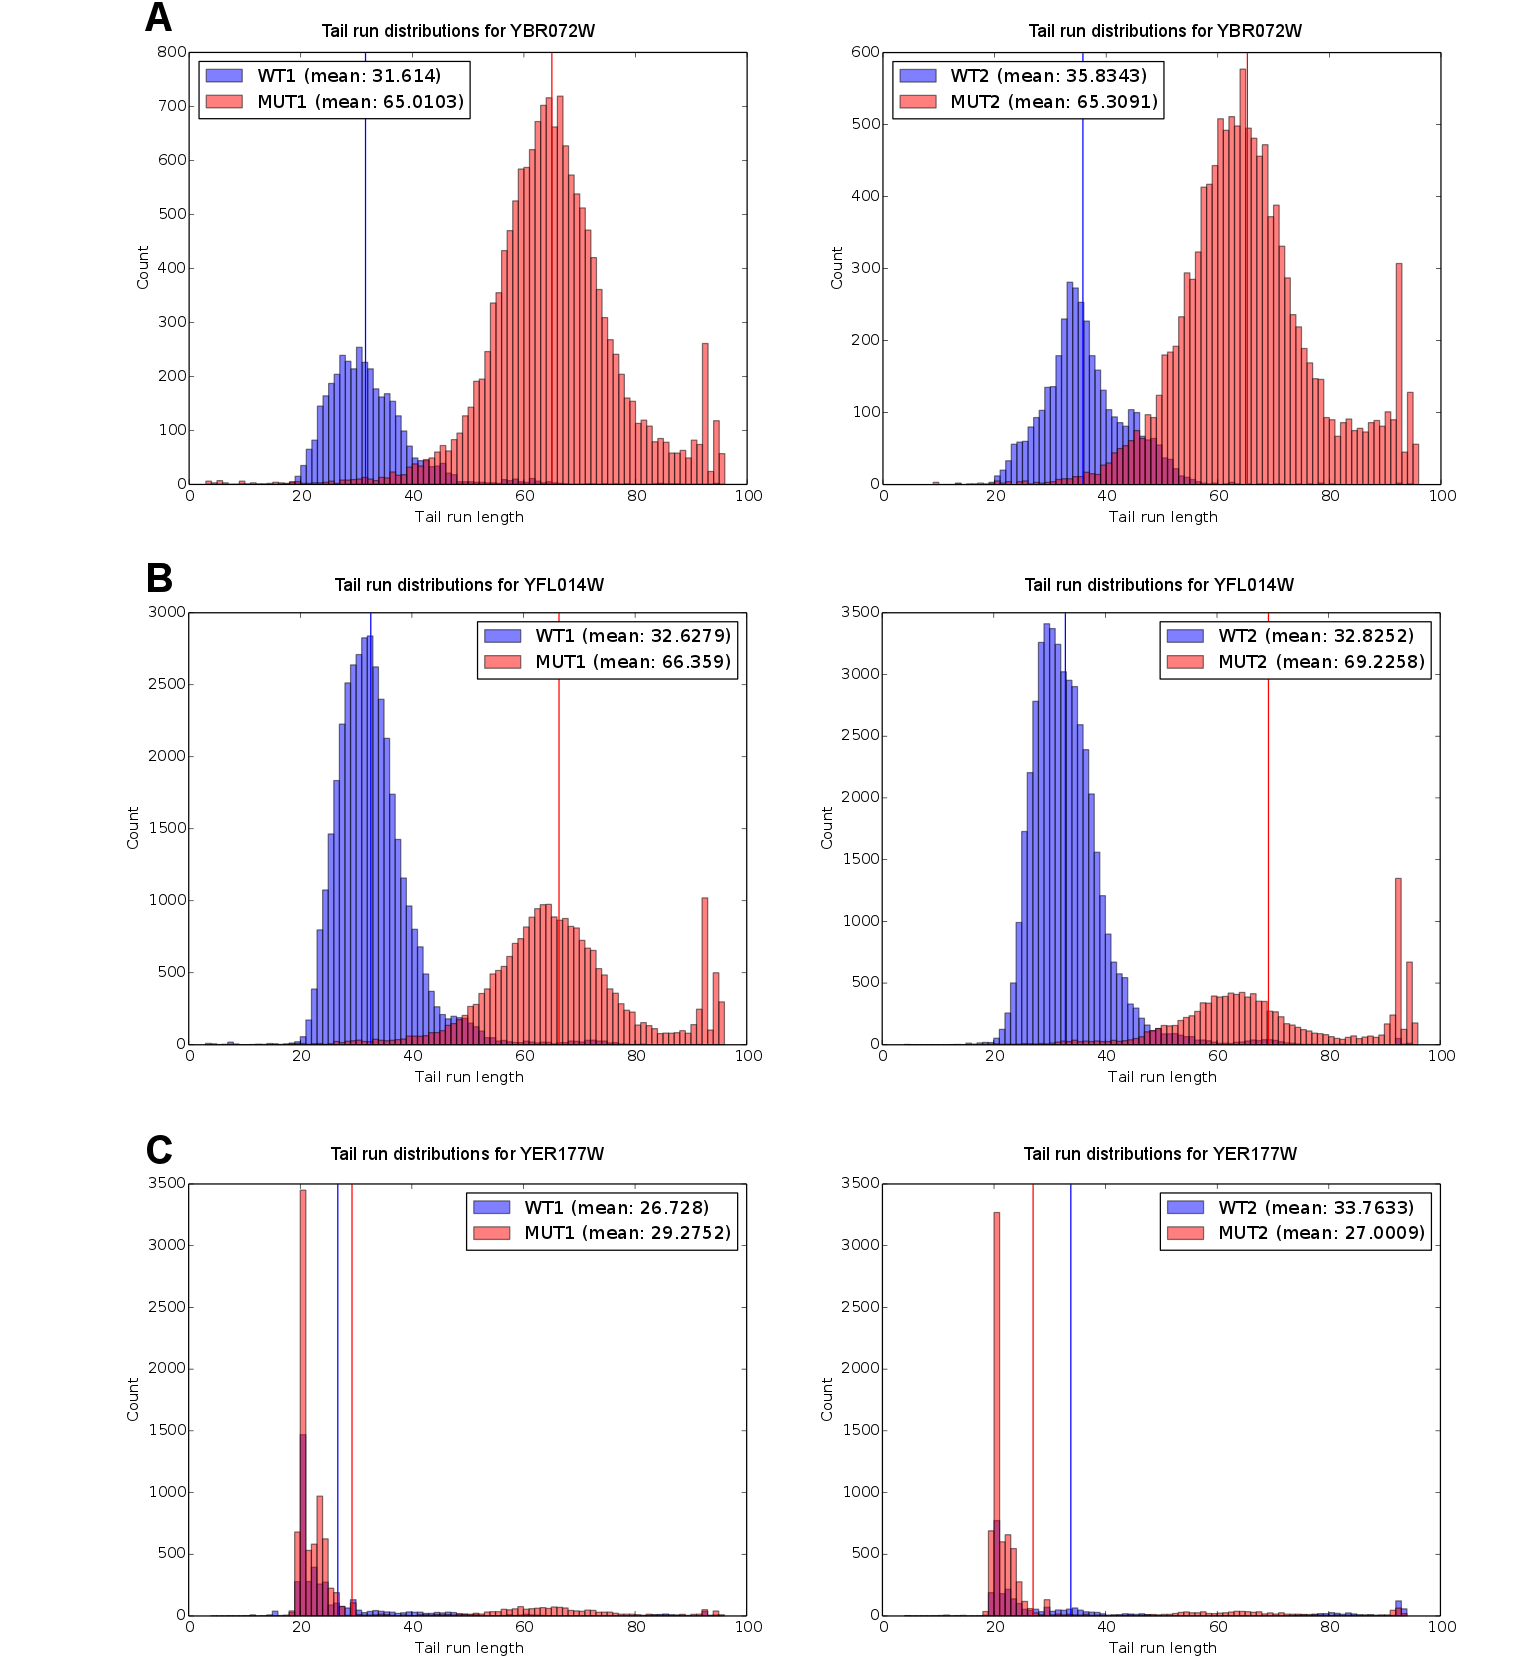 A
Tail run distributions for YBR072W
WT1 (mean: 31.614)
MUT1 (mean: 65.0103)
Count
800
700
600
500
400
300
200
100
0
0 20 40 60 80 100
Tail run length
Tail run distributions for YBR072W
WT2 (mean: 35.8343)
MUT2 (mean: 65.3091)
Count
600
500
400
300
200
100
0
0 20 40 60 80 100
Tail run length
B
Tail run distributions for YFL014W
WT1 (mean: 32.6279)
MUT1 (mean: 66.359)
Count
3000
2500
2000
1500
1000
500
0
0 20 40 60 80 100
Tail run length
Tail run distributions for YFL014W
WT2 (mean: 32.8252)
MUT2 (mean: 69.2258)
Count
3500
3000
2500
2000
1500
1000
500
0
0 20 40 60 80 100
Tail run length
C
Tail run distributions for YER177W
WT1 (mean: 26.728)
MUT1 (mean: 29.2752)
Count
3500
3000
2500
2000
1500
1000
500
0
0 20 40 60 80 100
Tail run length
Tail run distributions for YER177W
WT2 (mean: 33.7633)
MUT2 (mean: 27.0009)
Count
3500
3000
2500
2000
1500
1000
500
0
0 20 40 60 80 100
Tail run length